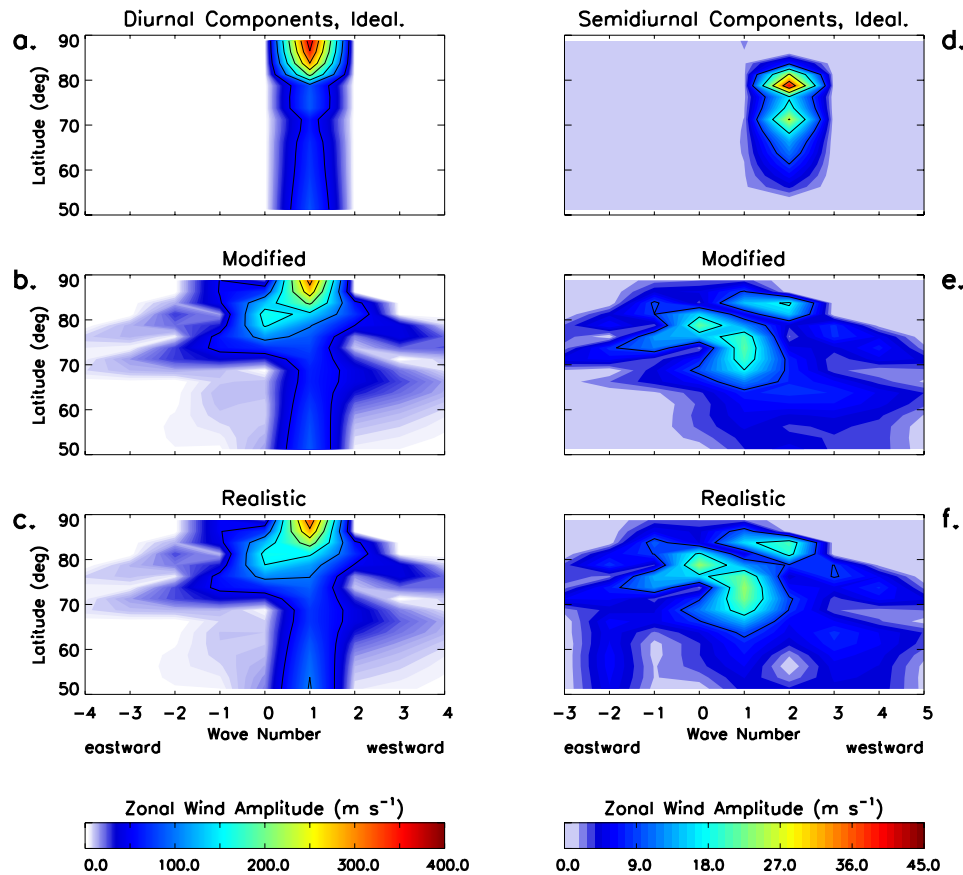 Diurnal Components, Ideal.
a.
90
80
70
60
50
Latitude (deg)
Semidiurnal Components, Ideal.
d.
90
80
70
60
50
Latitude (deg)
Modified
b.
90
80
70
60
50
Latitude (deg)
Modified
e.
Realistic
c.
90
80
70
60
50
Latitude (deg)
-4 -3 -2 -1 0 1 2 3 4
Wave Number
eastward westward
Realistic
f.
-3 -2 -1 0 1 2 3 4 5
Wave Number
eastward westward
Zonal Wind Amplitude (m s⁻¹)
0.0 100.0 200.0 300.0 400.0
Zonal Wind Amplitude (m s⁻¹)
0.0 9.0 18.0 27.0 36.0 45.0